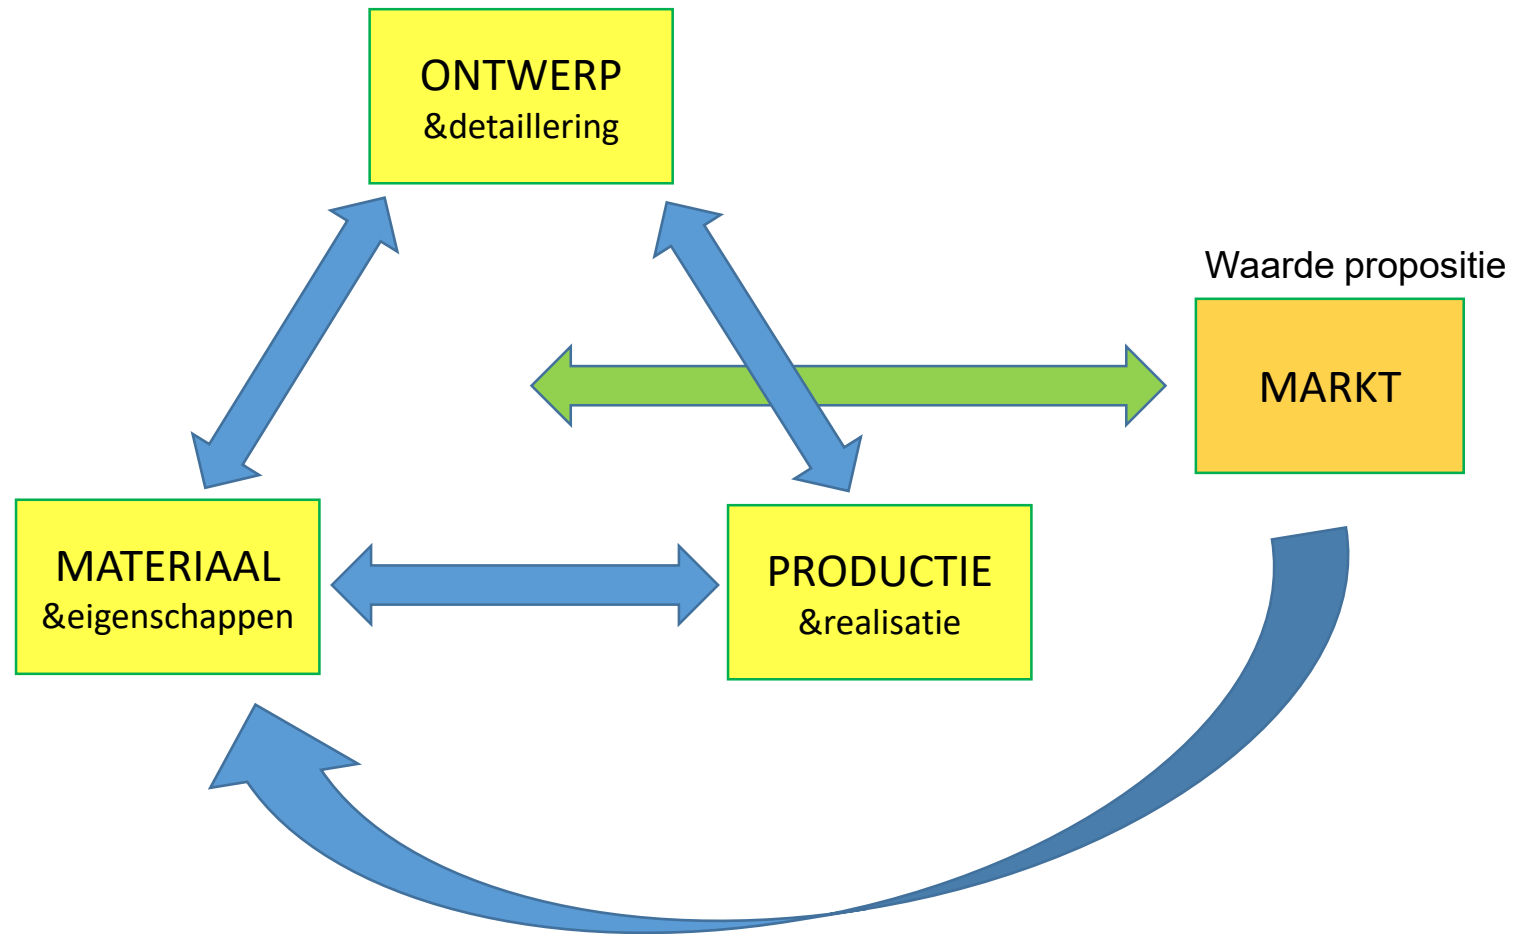 ONTWERP
&detaillering
Waarde propositie
MARKT
MATERIAAL
&eigenschappen
PRODUCTIE
&realisatie